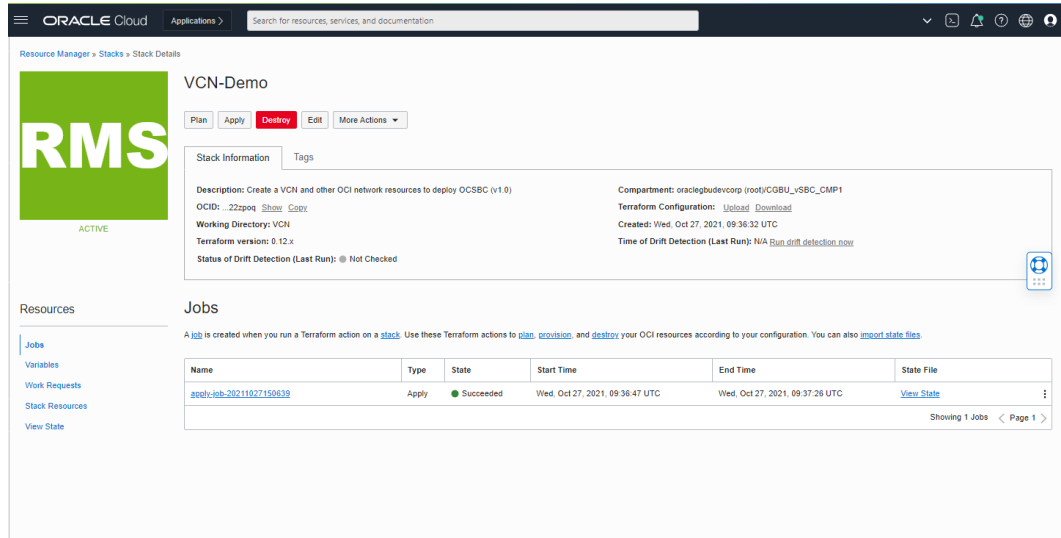 ORACLE Cloud Applications > Search for resources, services, and documentation
Resource Manager » Stacks » Stack Details
RMS
ACTIVE
VCN-Demo
Plan Apply Destroy Edit More Actions
Stack Information Tags
Description: Create a VCN and other OCI network resources to deploy OCSBC (v1.0)
OCID: ...22zpoq Show Copy
Working Directory: VCN
Terraform version: 0.12.x
Status of Drift Detection (Last Run): Not Checked
Compartment: oraclegbudevcorp (root)/CGBU_vSBC_CMP1
Terraform Configuration: Upload Download
Created: Wed, Oct 27, 2021, 09:36:32 UTC
Time of Drift Detection (Last Run): N/A Run drift detection now
Resources
Jobs
Variables
Work Requests
Stack Resources
View State
Jobs
A job is created when you run a Terraform action on a stack. Use these Terraform actions to plan, provision, and destroy your OCI resources according to your configuration. You can also import state files.
Name Type State Start Time End Time State File
apply-job-20211027150639 Apply Succeeded Wed, Oct 27, 2021, 09:36:47 UTC Wed, Oct 27, 2021, 09:37:26 UTC View State
Showing 1 Jobs < Page 1 >